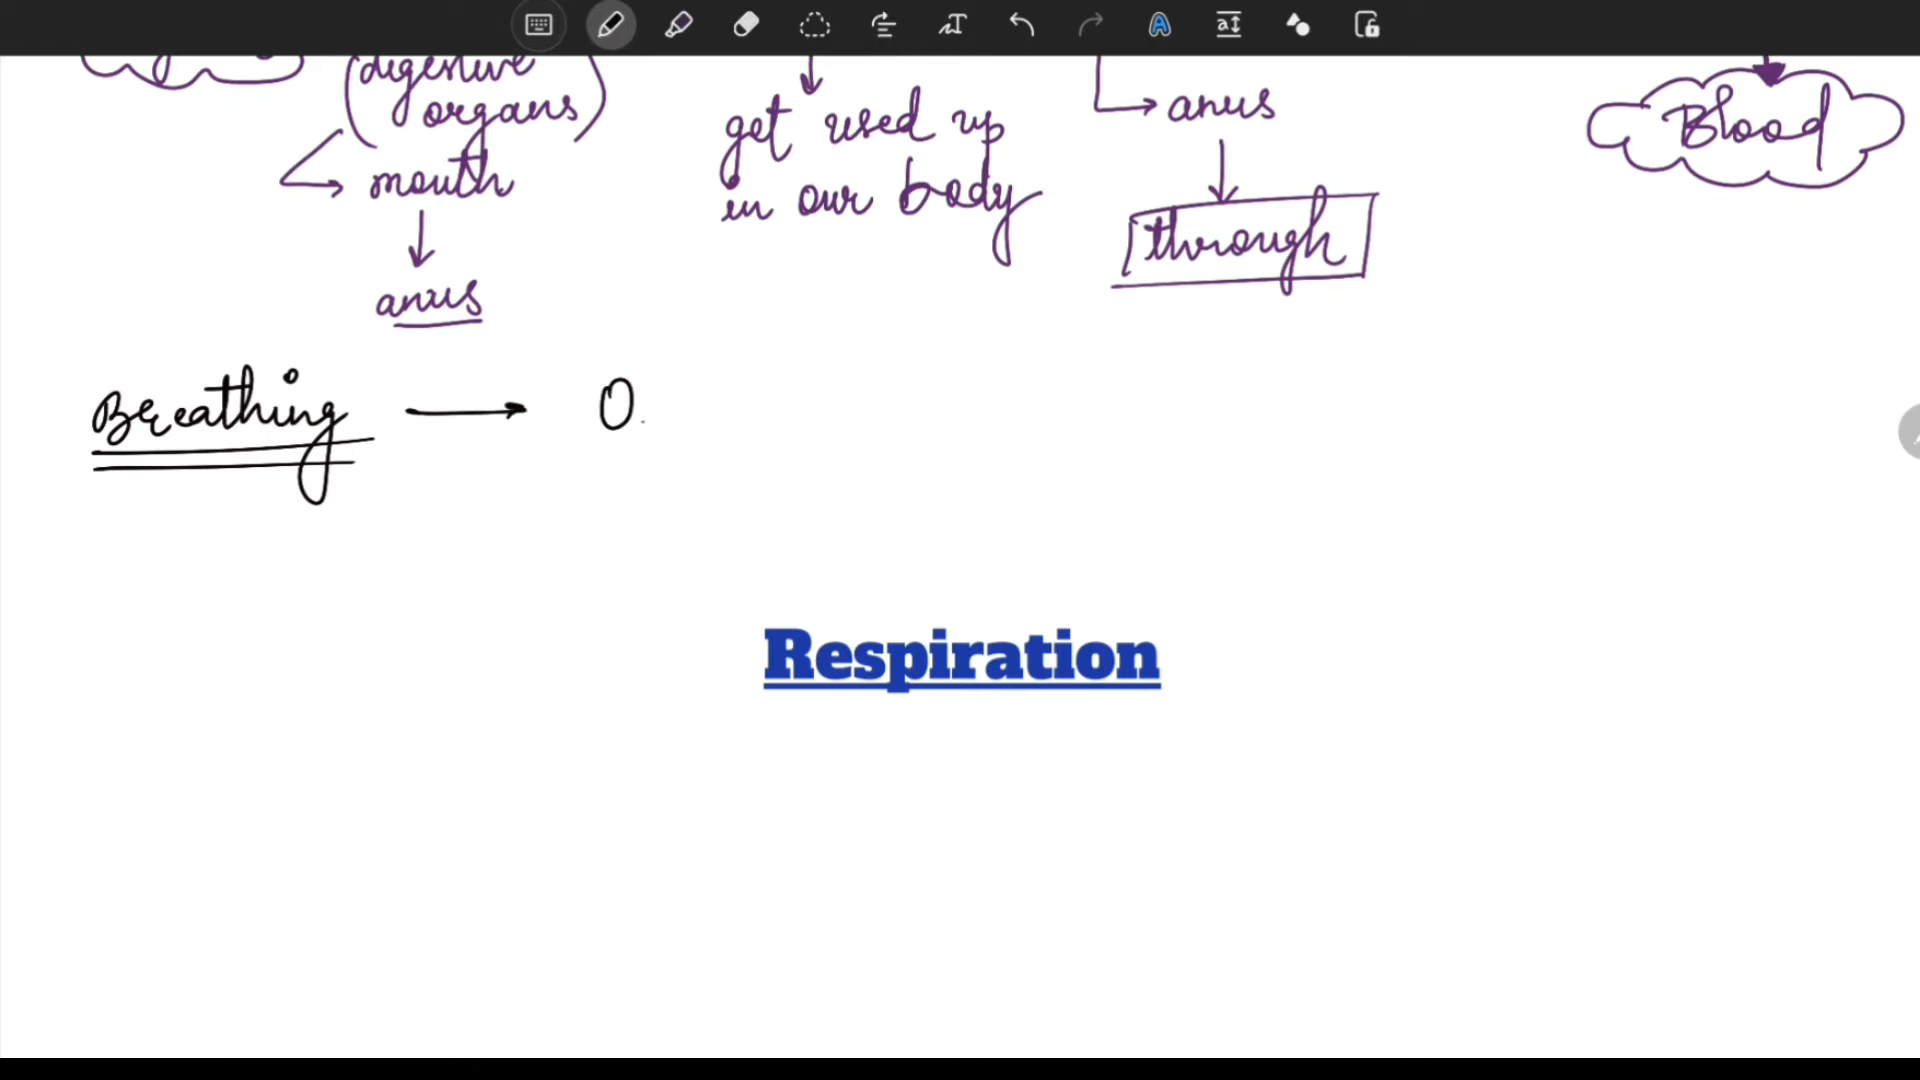 (digestive
organs)
mouth
anus
get used up
in our body
anus
through
Blood
Breathing → O
Respiration